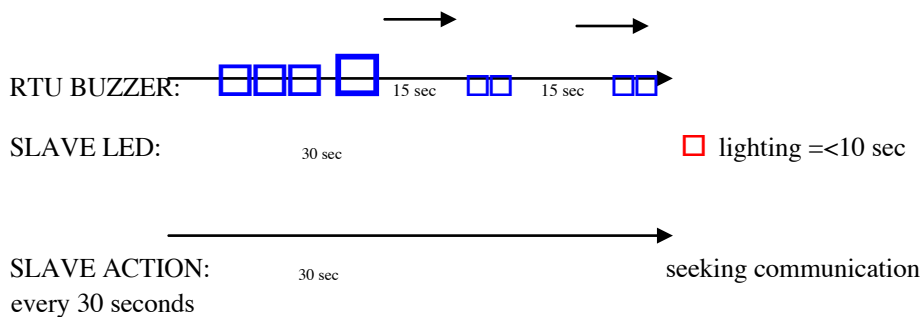 RTU BUZZER: 15 sec 15 sec
SLAVE LED: 30 sec lighting =<10 sec
SLAVE ACTION: 30 sec seeking communication
every 30 seconds